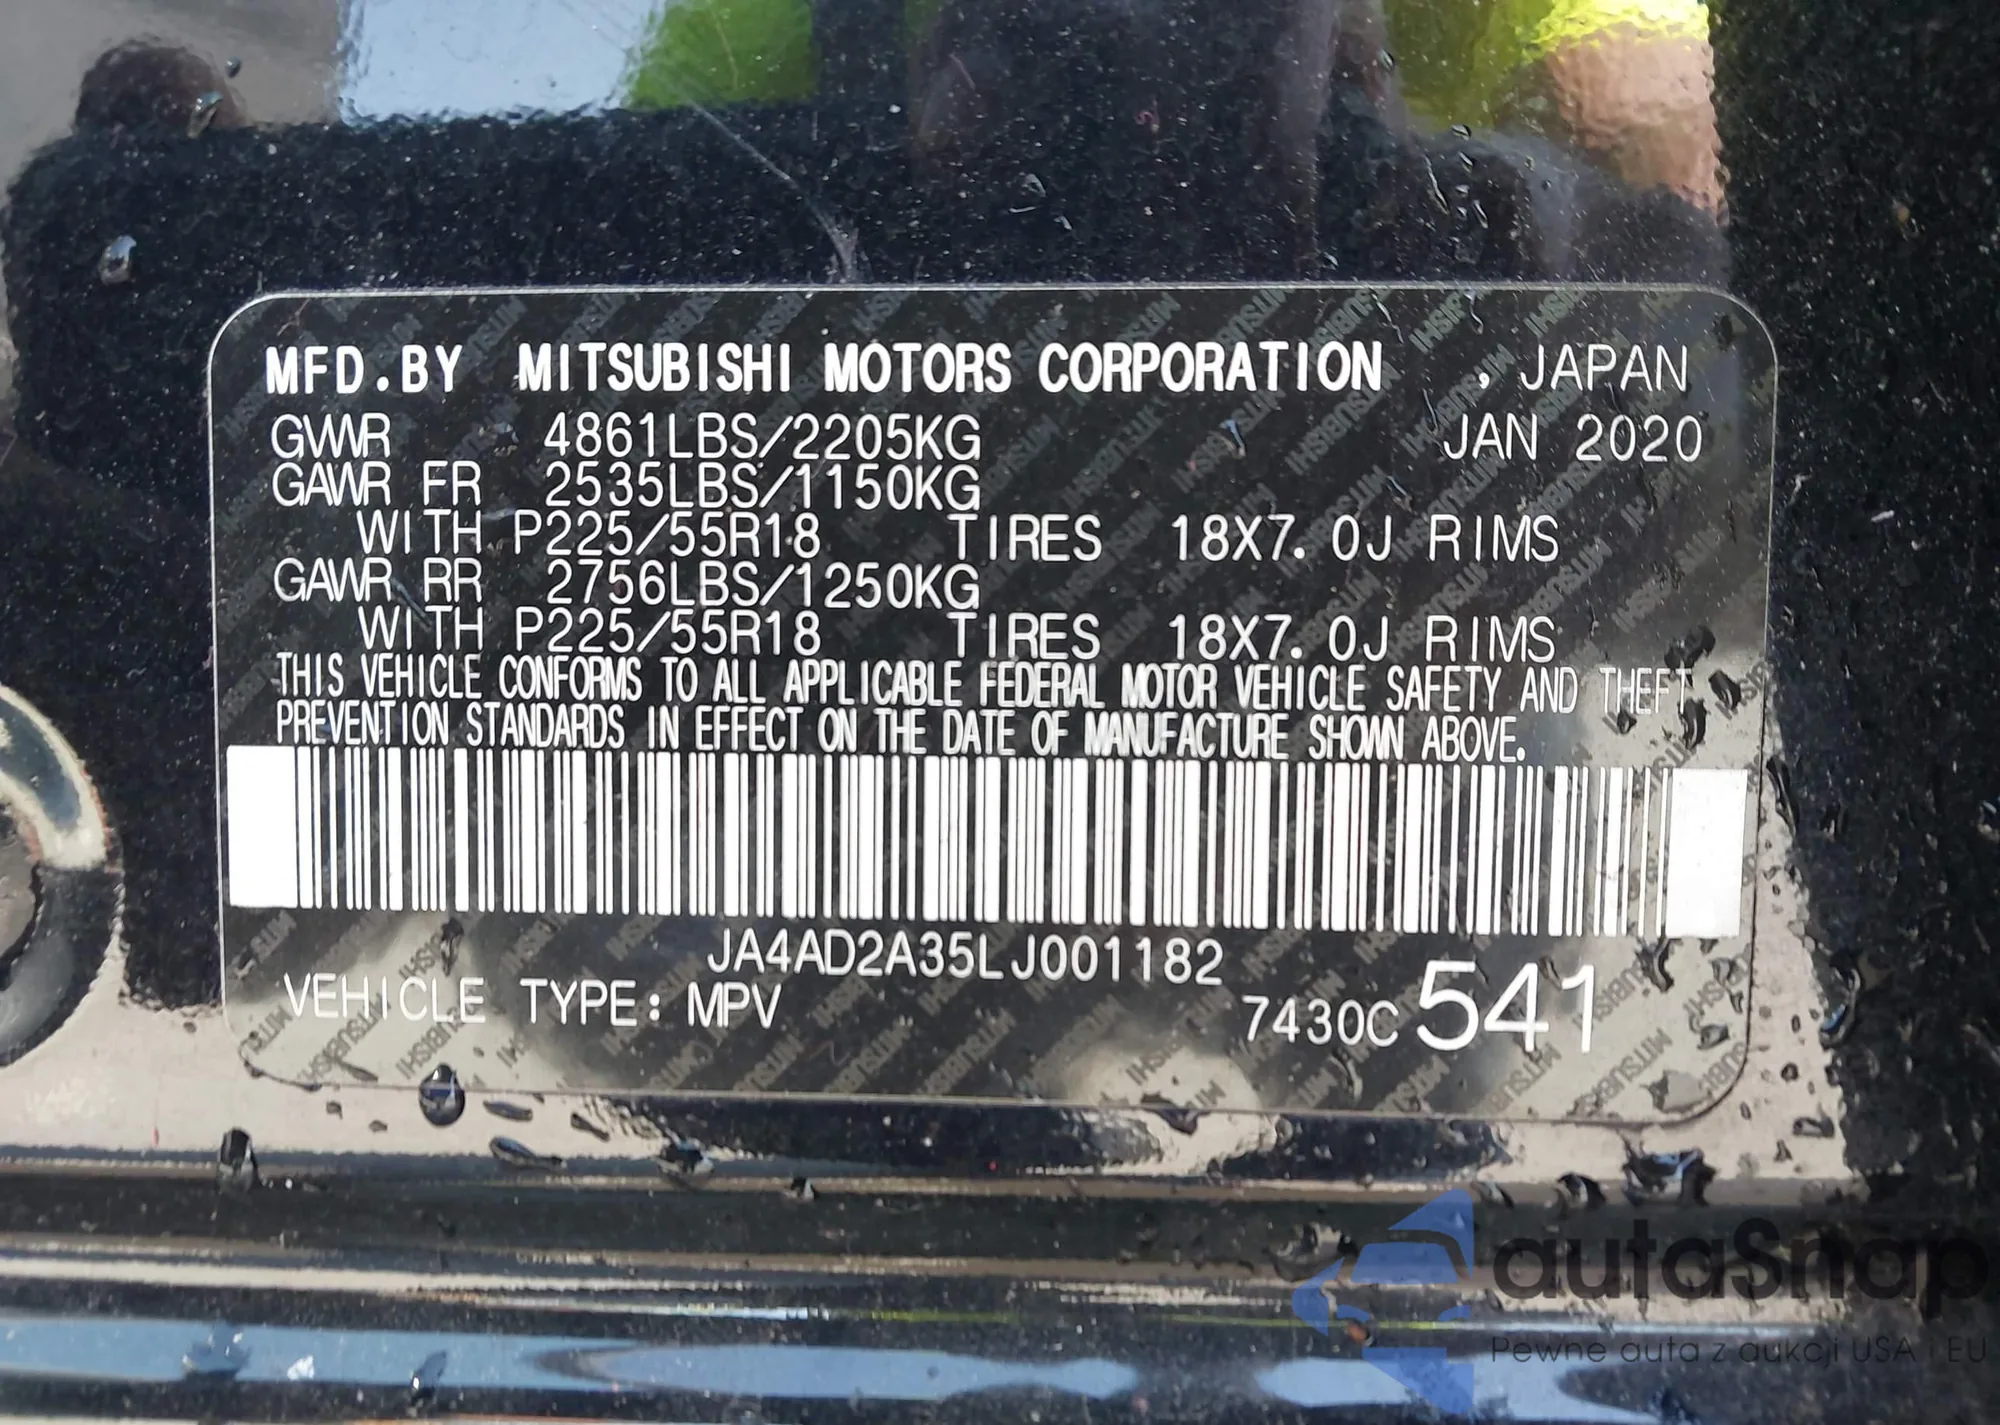 MFD.BY MITSUBISHI MOTORS CORPORATION , JAPAN
GVWR 4861LBS/2205KG JAN 2020
GAWR FR 2535LBS/1150KG
WITH P225/55R18 TIRES 18X7.0J RIMS
GAWR RR 2756LBS/1250KG
WITH P225/55R18 TIRES 18X7.0J RIMS
THIS VEHICLE CONFORMS TO ALL APPLICABLE FEDERAL MOTOR VEHICLE SAFETY AND THEFT
PREVENTION STANDARDS IN EFFECT ON THE DATE OF MANUFACTURE SHOWN ABOVE.
JA4AD2A35LJ001182
VEHICLE TYPE: MPV 7430C 541
autaSnap
Pewne auta z aukcji USA i EU